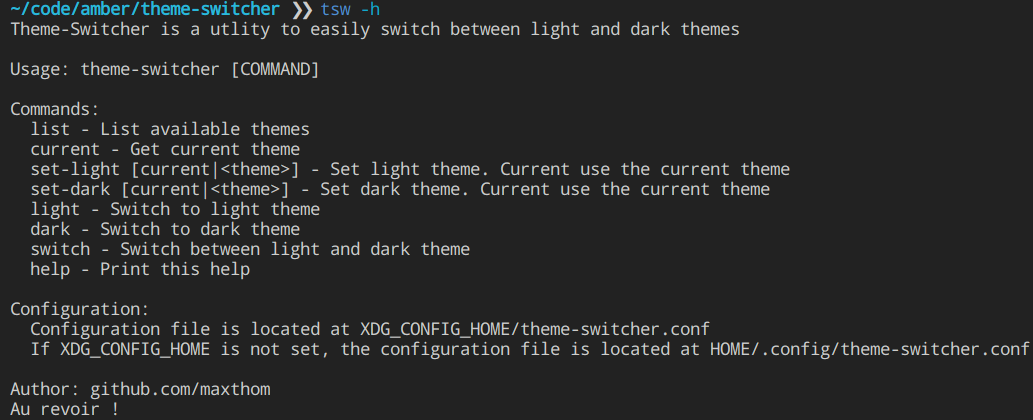 ~/code/amber/theme-switcher ❯❯ tsw -h
Theme-Switcher is a utlity to easily switch between light and dark themes
Usage: theme-switcher [COMMAND]
Commands:
list - List available themes
current - Get current theme
set-light [current|<theme>] - Set light theme. Current use the current theme
set-dark [current|<theme>] - Set dark theme. Current use the current theme
light - Switch to light theme
dark - Switch to dark theme
switch - Switch between light and dark theme
help - Print this help
Configuration:
Configuration file is located at XDG_CONFIG_HOME/theme-switcher.conf
If XDG_CONFIG_HOME is not set, the configuration file is located at HOME/.config/theme-switcher.conf
Author: github.com/maxthom
Au revoir !